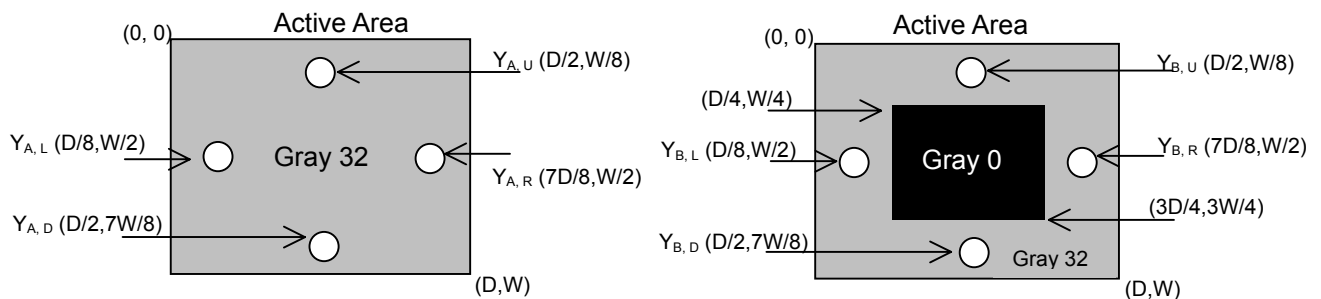 Active Area
(0, 0)
Y_A, U (D/2,W/8)
Y_A, L (D/8,W/2)
Gray 32
Y_A, R (7D/8,W/2)
Y_A, D (D/2,7W/8)
(D,W)
Active Area
(0, 0)
Y_B, U (D/2,W/8)
(D/4,W/4)
Y_B, L (D/8,W/2)
Gray 0
Y_B, R (7D/8,W/2)
(3D/4,3W/4)
Y_B, D (D/2,7W/8)
Gray 32
(D,W)